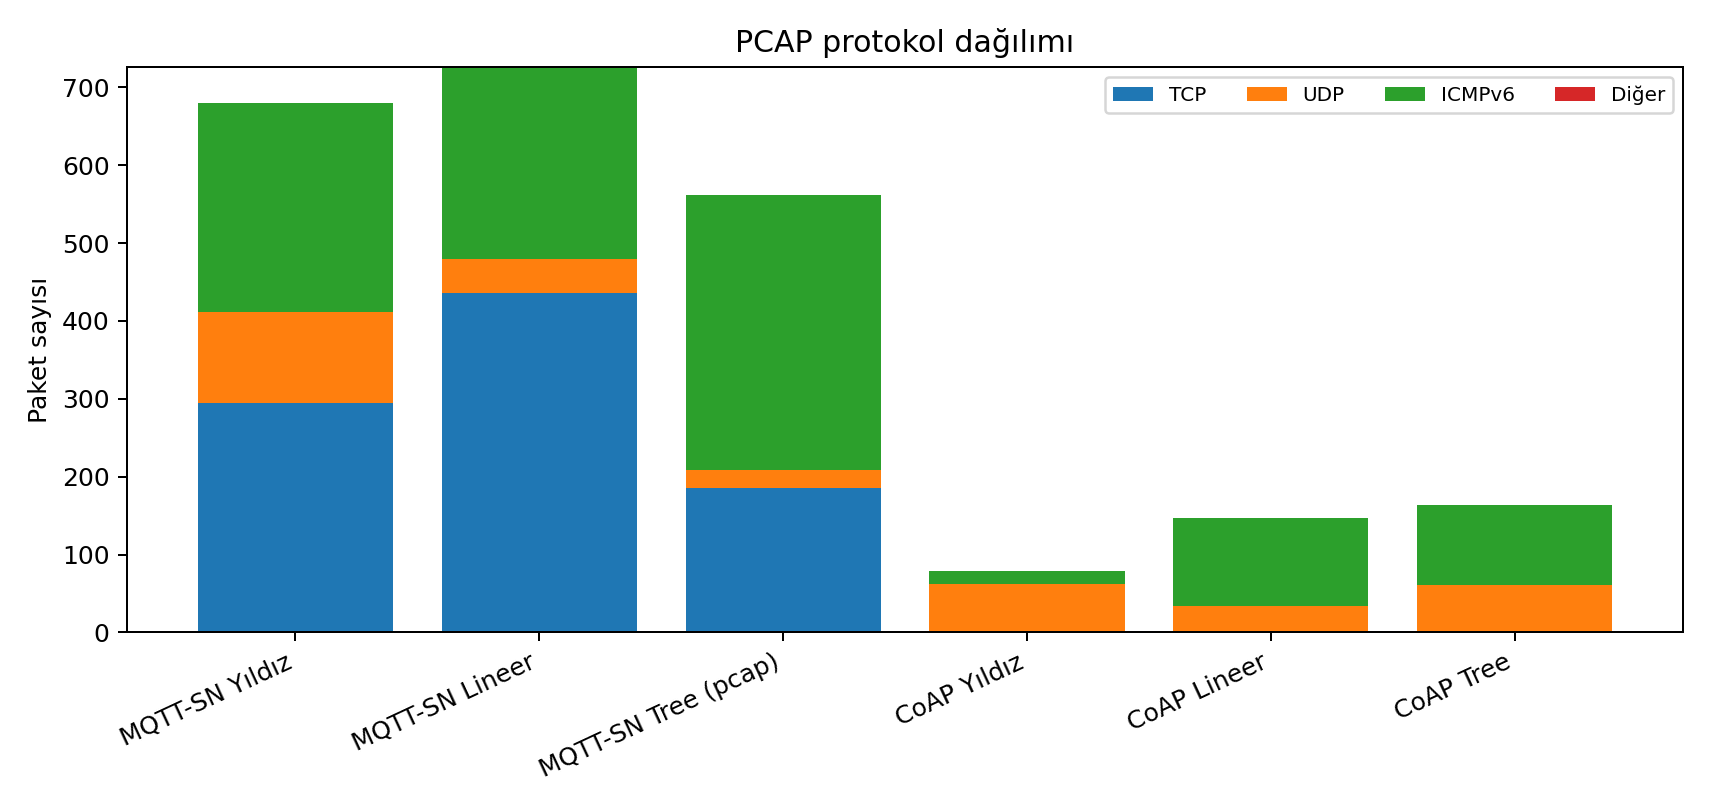 PCAP protokol dağılımı
TCP UDP ICMPv6 Diğer
Paket sayısı
700
600
500
400
300
200
100
0
MQTT-SN Yıldız
MQTT-SN Lineer
MQTT-SN Tree (pcap)
CoAP Yıldız
CoAP Lineer
CoAP Tree